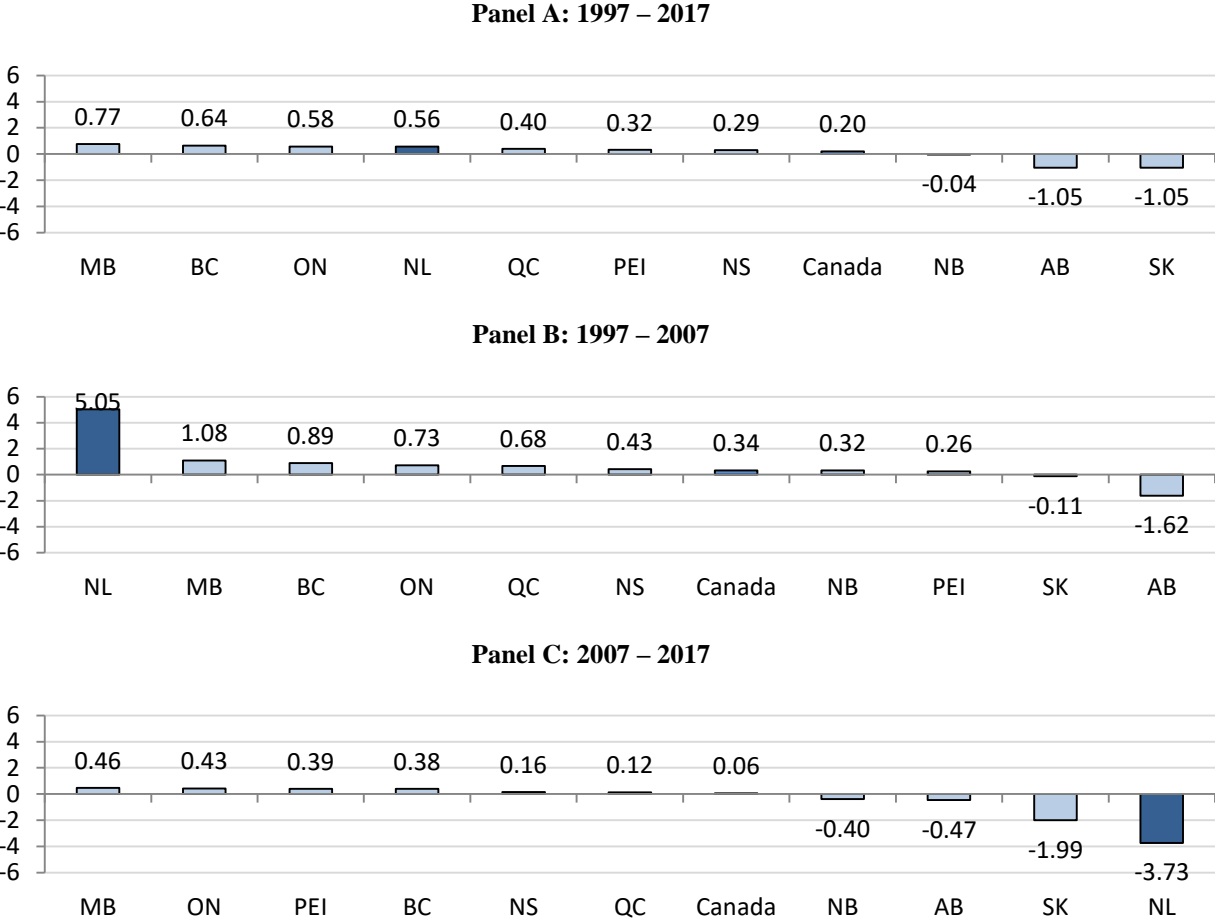 Panel A: 1997 – 2017
6
4
2
0
-2
-4
-6
0.77 0.64 0.58 0.56 0.40 0.32 0.29 0.20 -0.04 -1.05 -1.05
MB BC ON NL QC PEI NS Canada NB AB SK
Panel B: 1997 – 2007
6
4
2
0
-2
-4
-6
5.05 1.08 0.89 0.73 0.68 0.43 0.34 0.32 0.26 -0.11 -1.62
NL MB BC ON QC NS Canada NB PEI SK AB
Panel C: 2007 – 2017
6
4
2
0
-2
-4
-6
0.46 0.43 0.39 0.38 0.16 0.12 0.06 -0.40 -0.47 -1.99 -3.73
MB ON PEI BC NS QC Canada NB AB SK NL